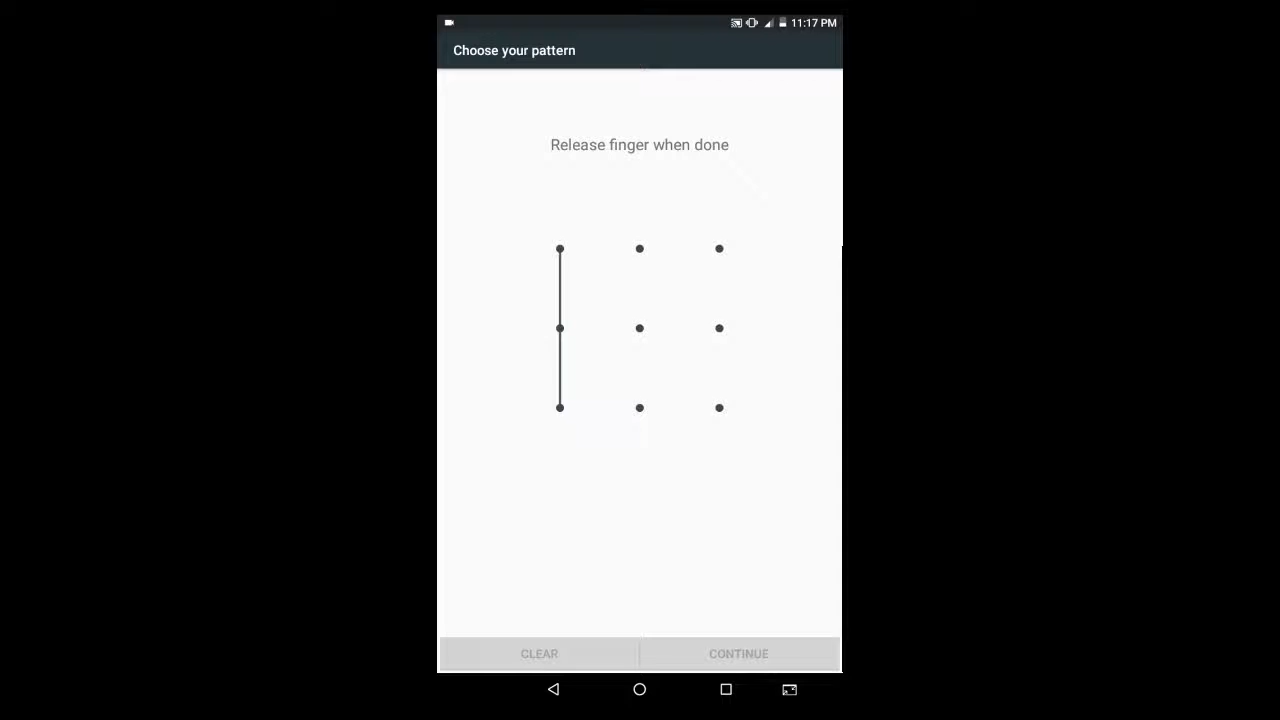 11:17 PM
Choose your pattern
Release finger when done
CLEAR
CONTINUE